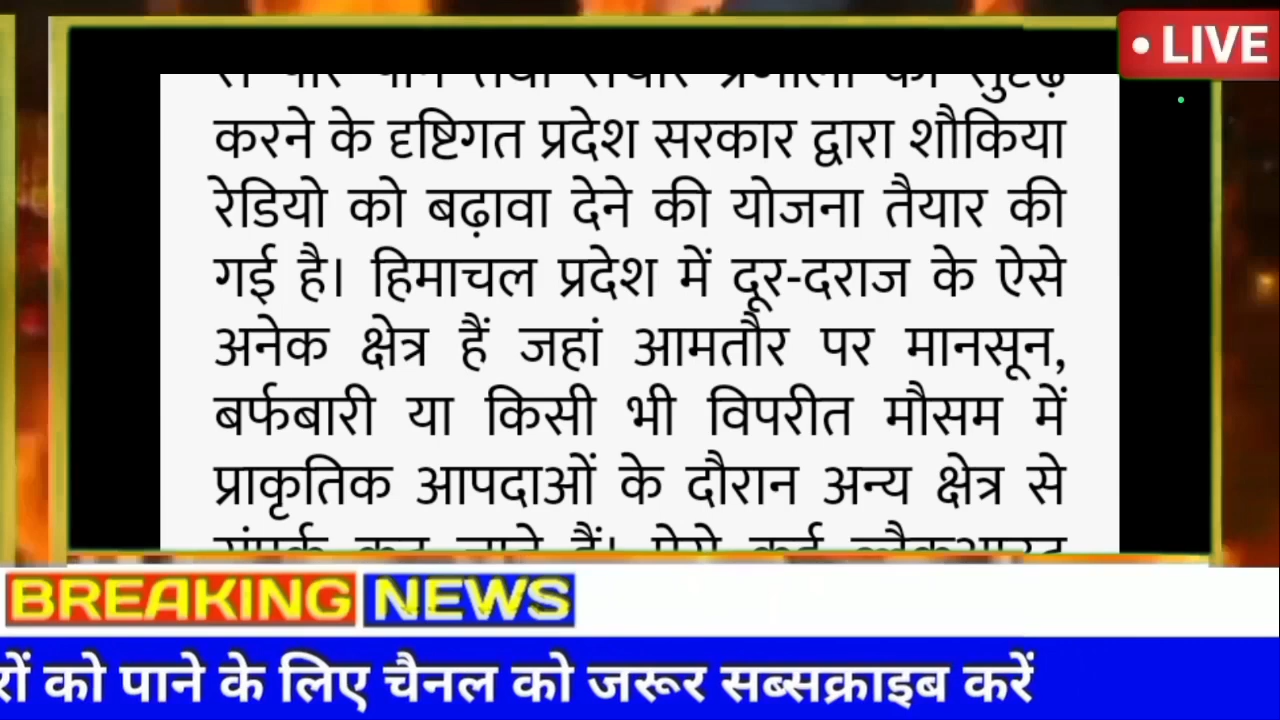 LIVE
करने के दृष्टिगत प्रदेश सरकार द्वारा शौकिया
रेडियो को बढ़ावा देने की योजना तैयार की
गई है। हिमाचल प्रदेश में दूर-दराज के ऐसे
अनेक क्षेत्र हैं जहां आमतौर पर मानसून,
बर्फबारी या किसी भी विपरीत मौसम में
प्राकृतिक आपदाओं के दौरान अन्य क्षेत्र से
BREAKING NEWS
को पाने के लिए चैनल को जरूर सब्सक्राइब करें